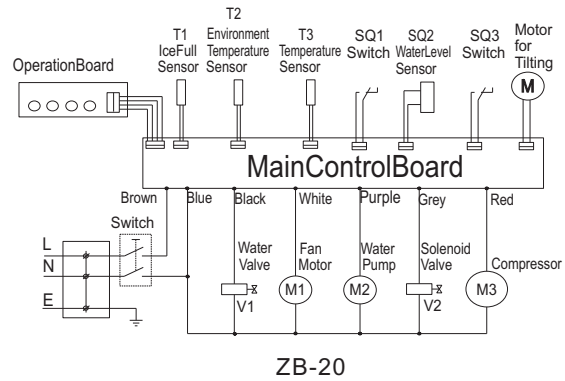 T1
IceFull
Sensor
T2
Environment
Temperature
Sensor
T3
Temperature
Sensor
SQ1
Switch
SQ2
WaterLevel
Sensor
SQ3
Switch
Motor
for
Tilting
M
OperationBoard
MainControlBoard
Brown
Blue
Black
White
Purple
Grey
Red
Switch
L
N
E
Water
Valve
V1
Fan
Motor
M1
Water
Pump
M2
Solenoid
Valve
V2
Compressor
M3
ZB-20